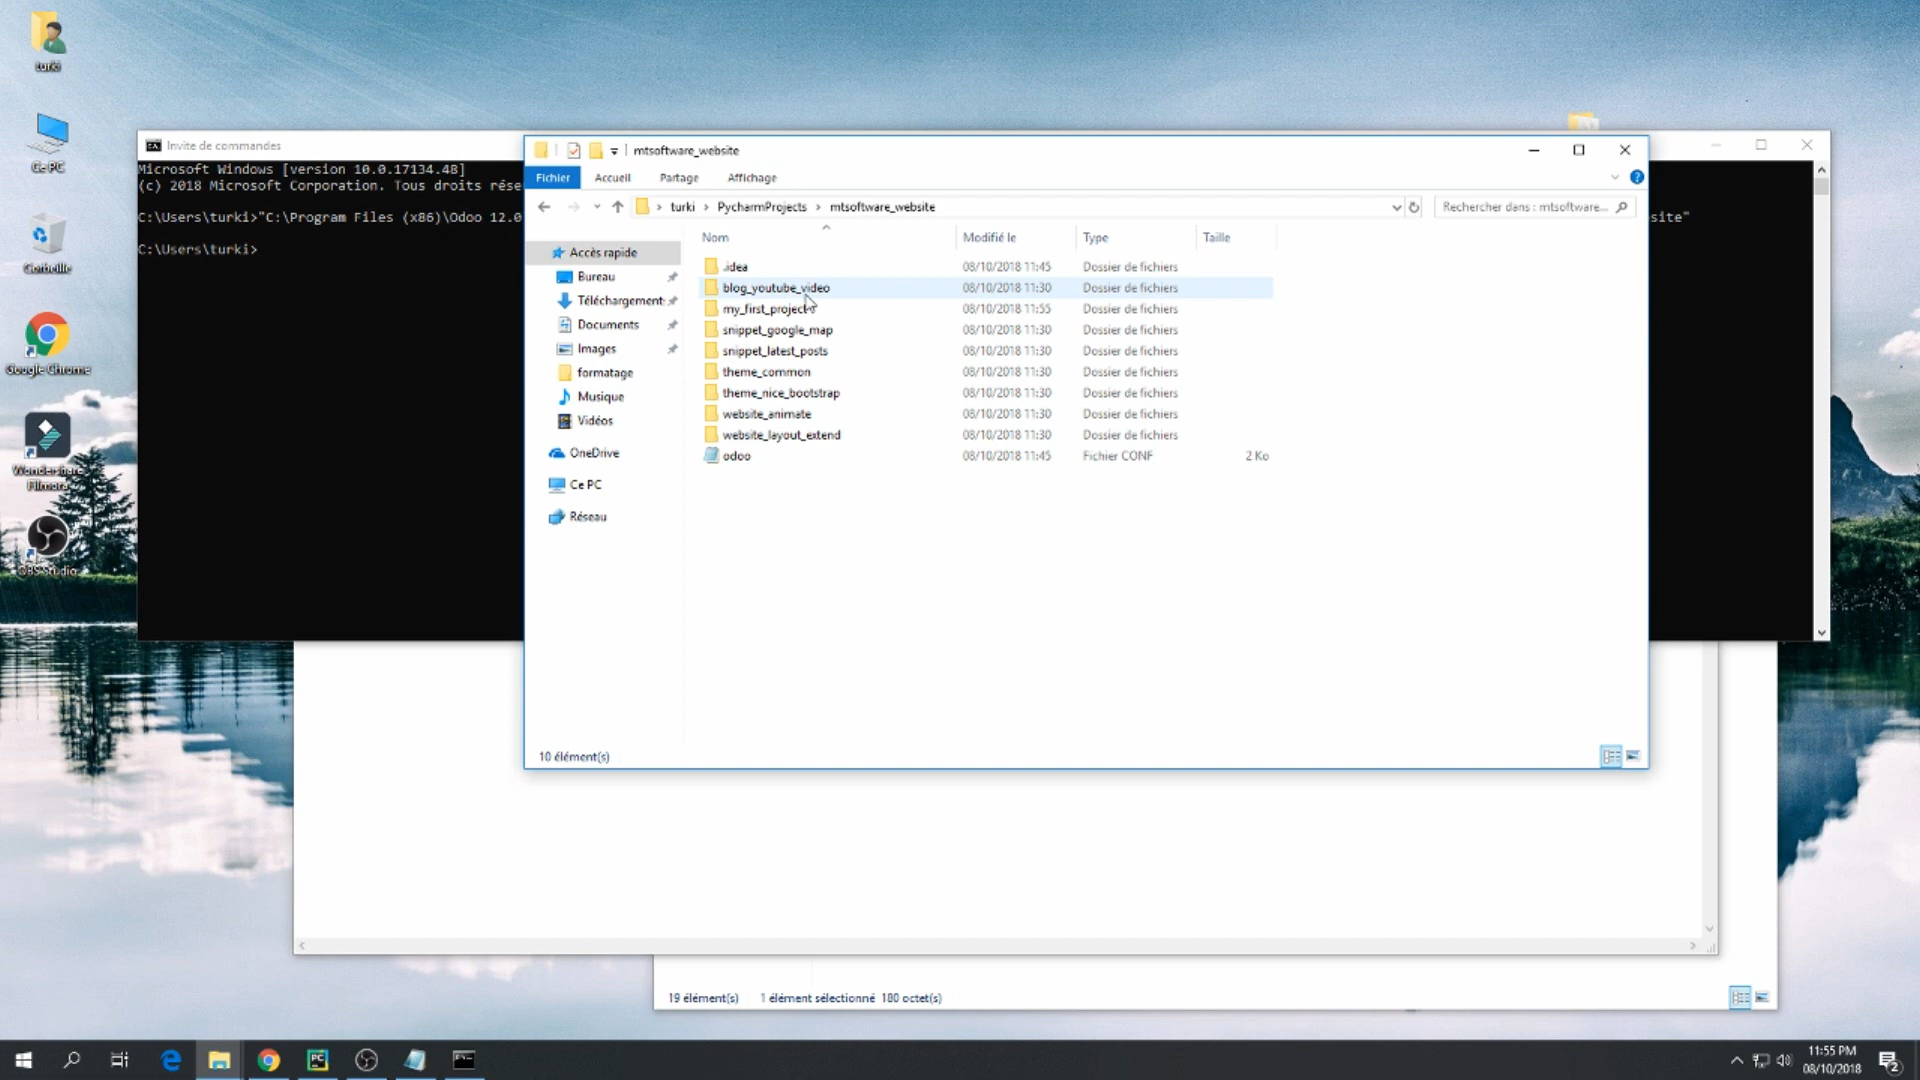 turki
Ce PC
Corbeille
Google Chrome
Wondershare
Filmora
OBS Studio
Invite de commandes
Microsoft Windows [version 10.0.17134.48]
(c) 2018 Microsoft Corporation. Tous droits rése
C:\Users\turki>"C:\Program Files (x86)\Odoo 12.0
site"
C:\Users\turki>
mtsoftware_website
Fichier Accueil Partage Affichage
turki PycharmProjects mtsoftware_website
Rechercher dans : mtsoftware...
Nom Modifié le Type Taille
Accès rapide
Bureau
Téléchargement
Documents
Images
formatage
Musique
Vidéos
OneDrive
Ce PC
Réseau
.idea 08/10/2018 11:45 Dossier de fichiers
blog_youtube_video 08/10/2018 11:30 Dossier de fichiers
my_first_project 08/10/2018 11:55 Dossier de fichiers
snippet_google_map 08/10/2018 11:30 Dossier de fichiers
snippet_latest_posts 08/10/2018 11:30 Dossier de fichiers
theme_common 08/10/2018 11:30 Dossier de fichiers
theme_nice_bootstrap 08/10/2018 11:30 Dossier de fichiers
website_animate 08/10/2018 11:30 Dossier de fichiers
website_layout_extend 08/10/2018 11:30 Dossier de fichiers
odoo 08/10/2018 11:45 Fichier CONF 2 Ko
10 élément(s)
19 élément(s) 1 élément sélectionné 180 octet(s)
11:55 PM
08/10/2018
2